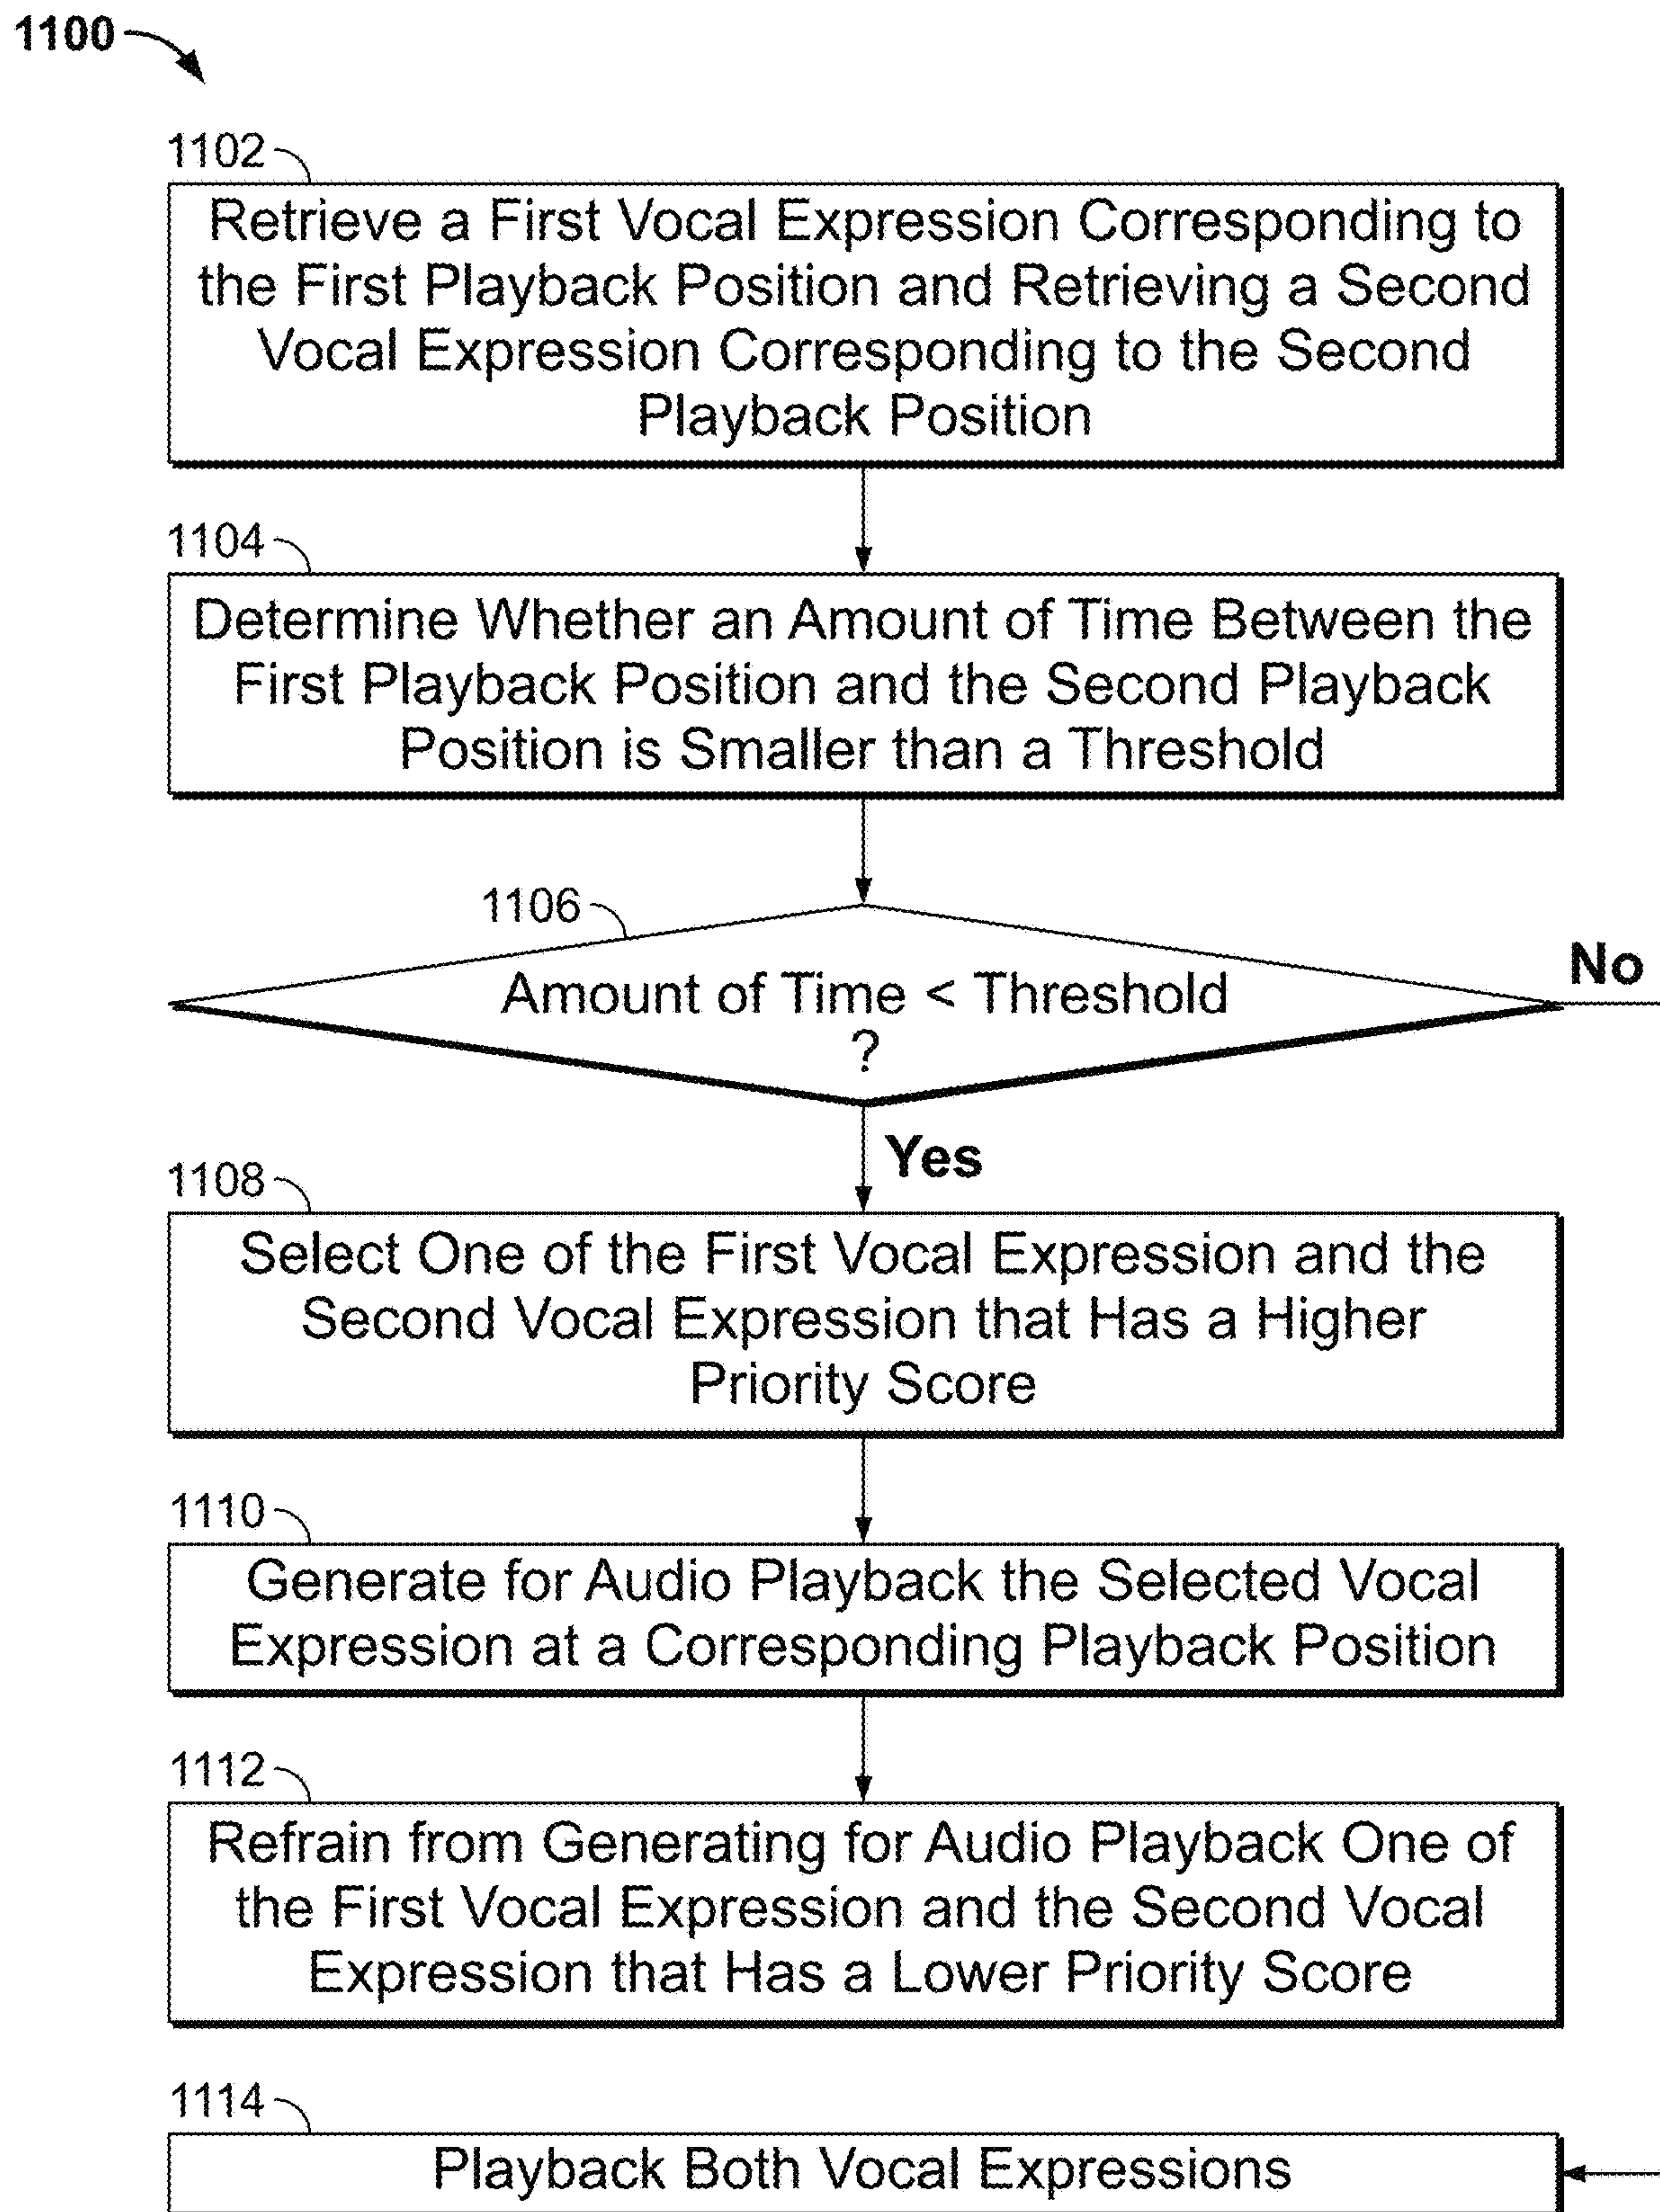 1100
1102
Retrieve a First Vocal Expression Corresponding to
the First Playback Position and Retrieving a Second
Vocal Expression Corresponding to the Second
Playback Position
1104
Determine Whether an Amount of Time Between the
First Playback Position and the Second Playback
Position is Smaller than a Threshold
1106
Amount of Time < Threshold
?
No
Yes
1108
Select One of the First Vocal Expression and the
Second Vocal Expression that Has a Higher
Priority Score
1110
Generate for Audio Playback the Selected Vocal
Expression at a Corresponding Playback Position
1112
Refrain from Generating for Audio Playback One of
the First Vocal Expression and the Second Vocal
Expression that Has a Lower Priority Score
1114
Playback Both Vocal Expressions